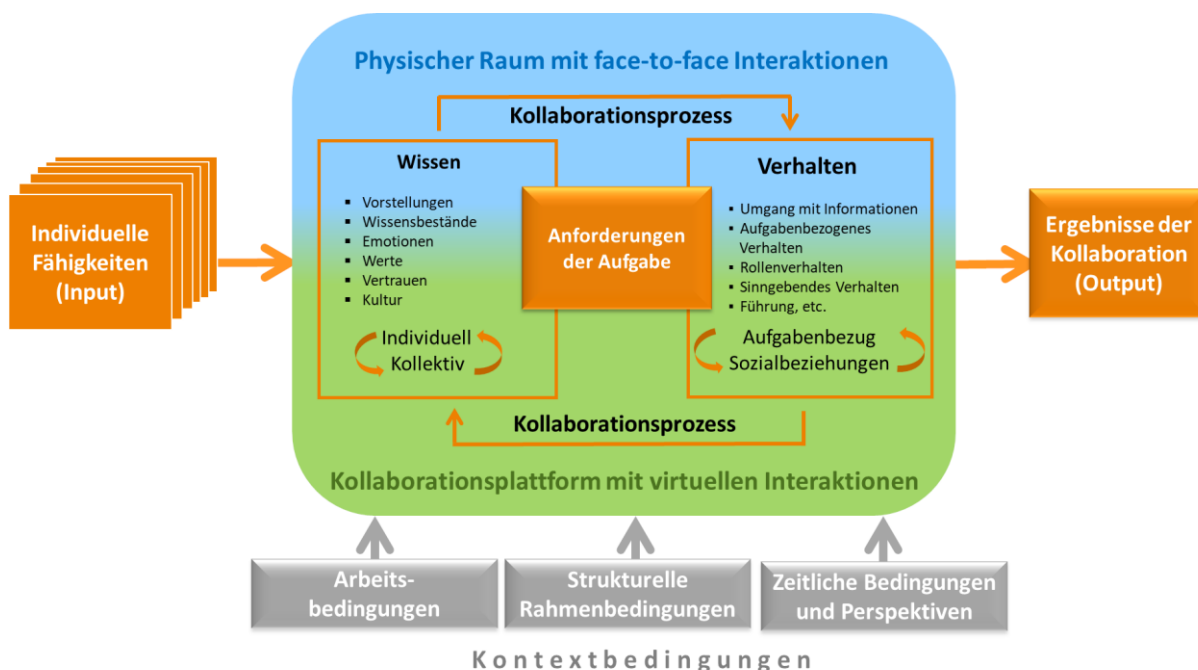 Physischer Raum mit face-to-face Interaktionen
Kollaborationsprozess
Individuelle
Fähigkeiten
(Input)
Wissen
▪ Vorstellungen
▪ Wissensbestände
▪ Emotionen
▪ Werte
▪ Vertrauen
▪ Kultur
Individuell
Kollektiv
Anforderungen
der Aufgabe
Verhalten
▪ Umgang mit Informationen
▪ Aufgabenbezogenes
Verhalten
▪ Rollenverhalten
▪ Sinngebendes Verhalten
▪ Führung, etc.
Aufgabenbezug
Sozialbeziehungen
Ergebnisse der
Kollaboration
(Output)
Kollaborationsprozess
Kollaborationsplattform mit virtuellen Interaktionen
Arbeits-
bedingungen
Strukturelle
Rahmenbedingungen
Zeitliche Bedingungen
und Perspektiven
Kontextbedingungen